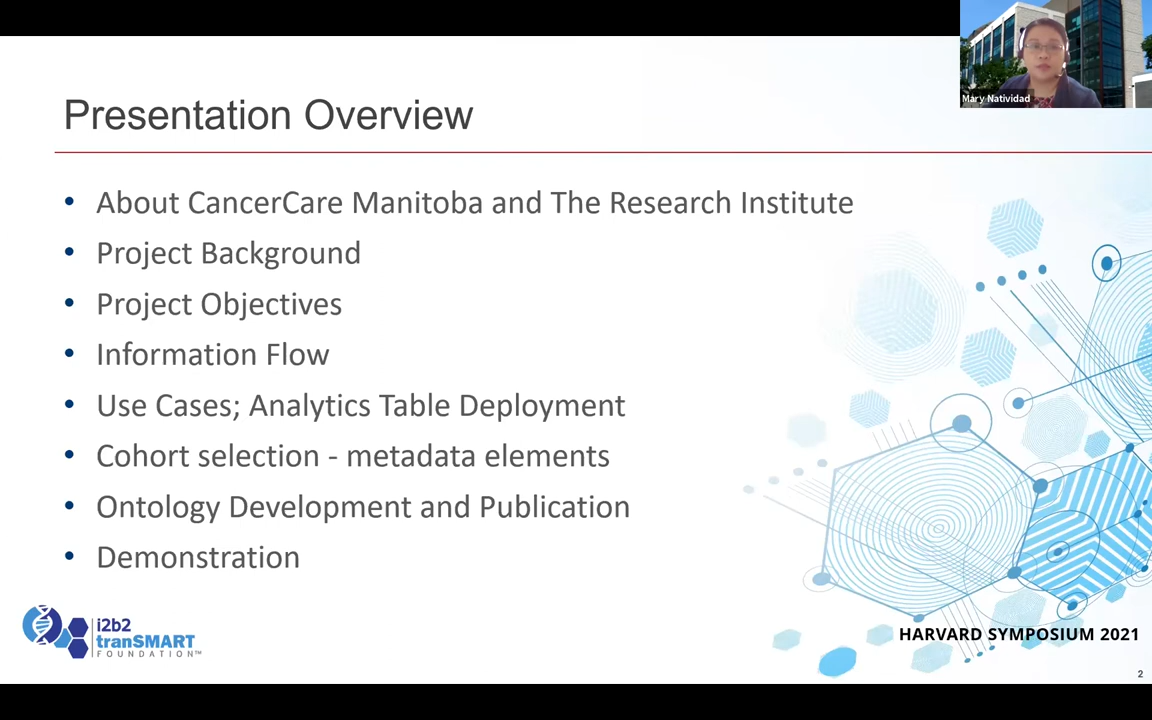 Mary Natividad
Presentation Overview
• About CancerCare Manitoba and The Research Institute
• Project Background
• Project Objectives
• Information Flow
• Use Cases; Analytics Table Deployment
• Cohort selection - metadata elements
• Ontology Development and Publication
• Demonstration
i2b2
tranSMART
FOUNDATION™
HARVARD SYMPOSIUM 2021
2